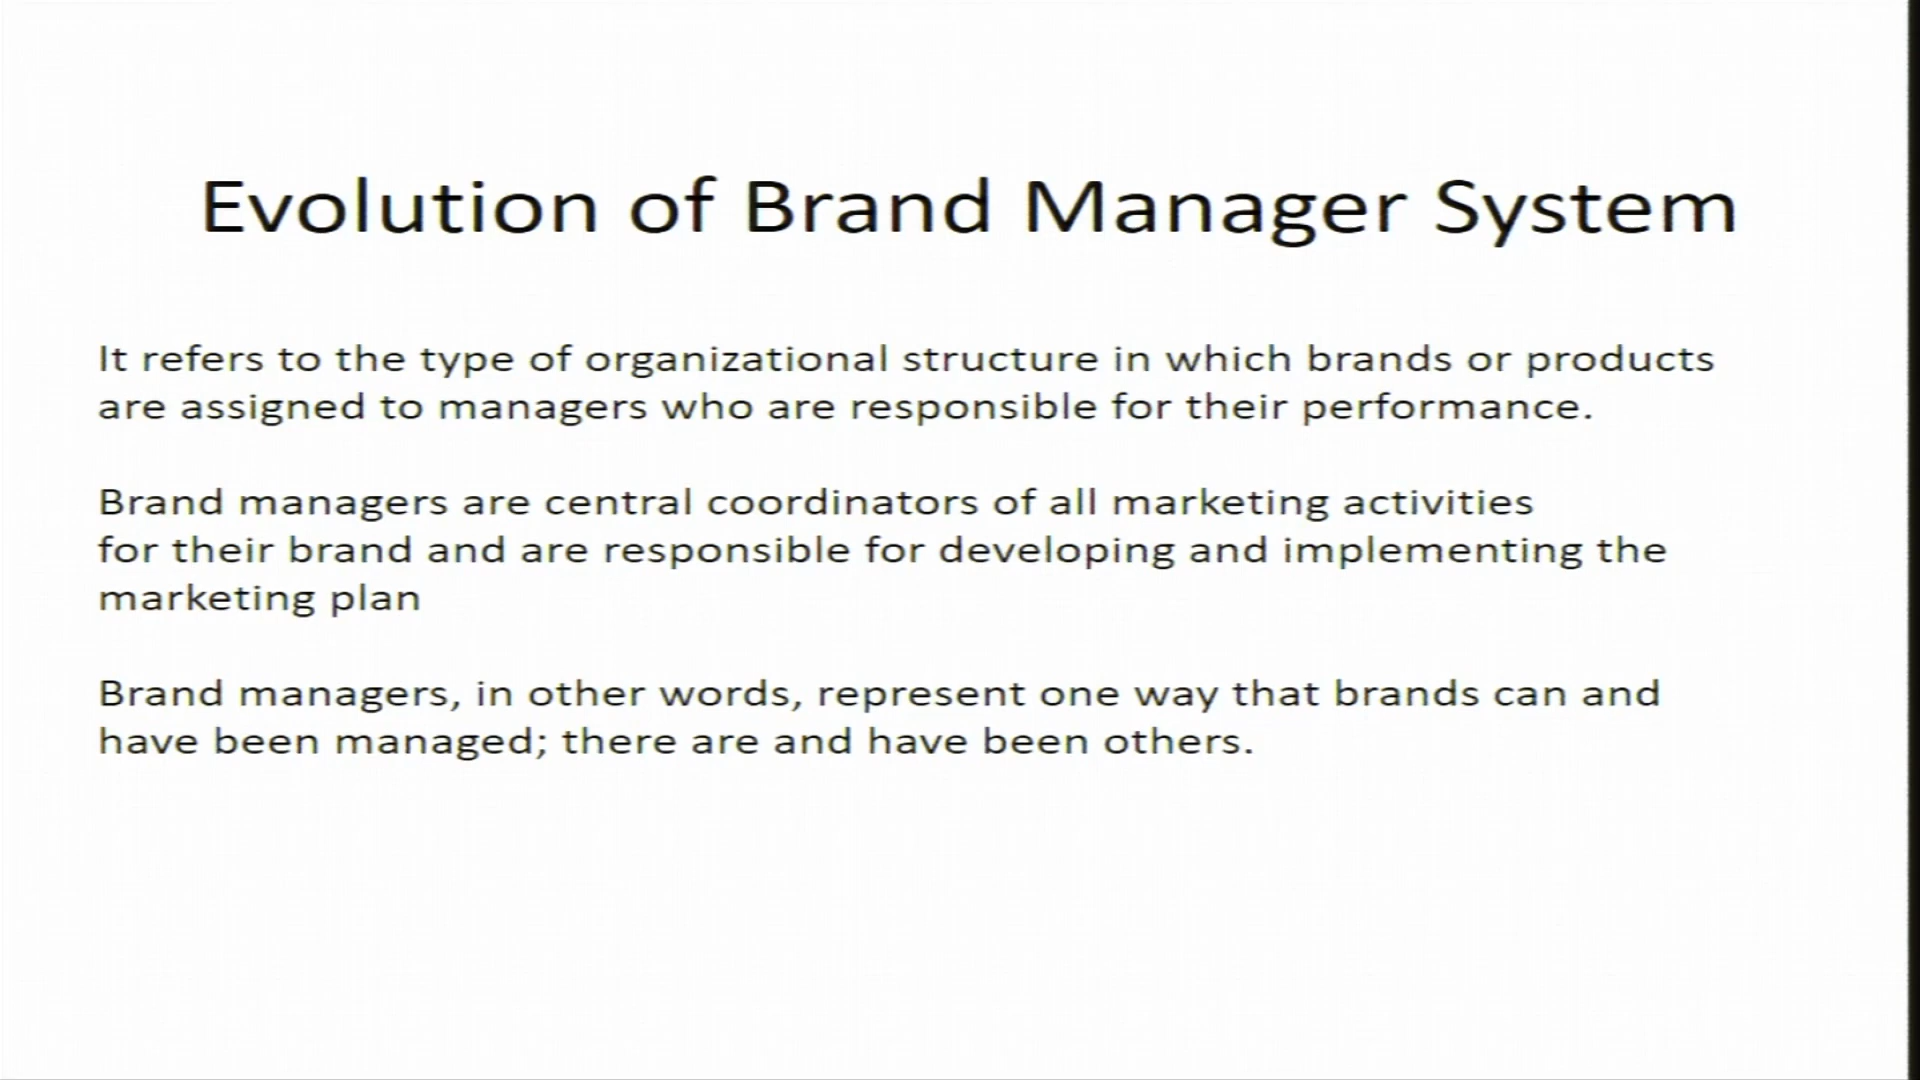 Evolution of Brand Manager System
It refers to the type of organizational structure in which brands or products
are assigned to managers who are responsible for their performance.
Brand managers are central coordinators of all marketing activities
for their brand and are responsible for developing and implementing the
marketing plan
Brand managers, in other words, represent one way that brands can and
have been managed; there are and have been others.